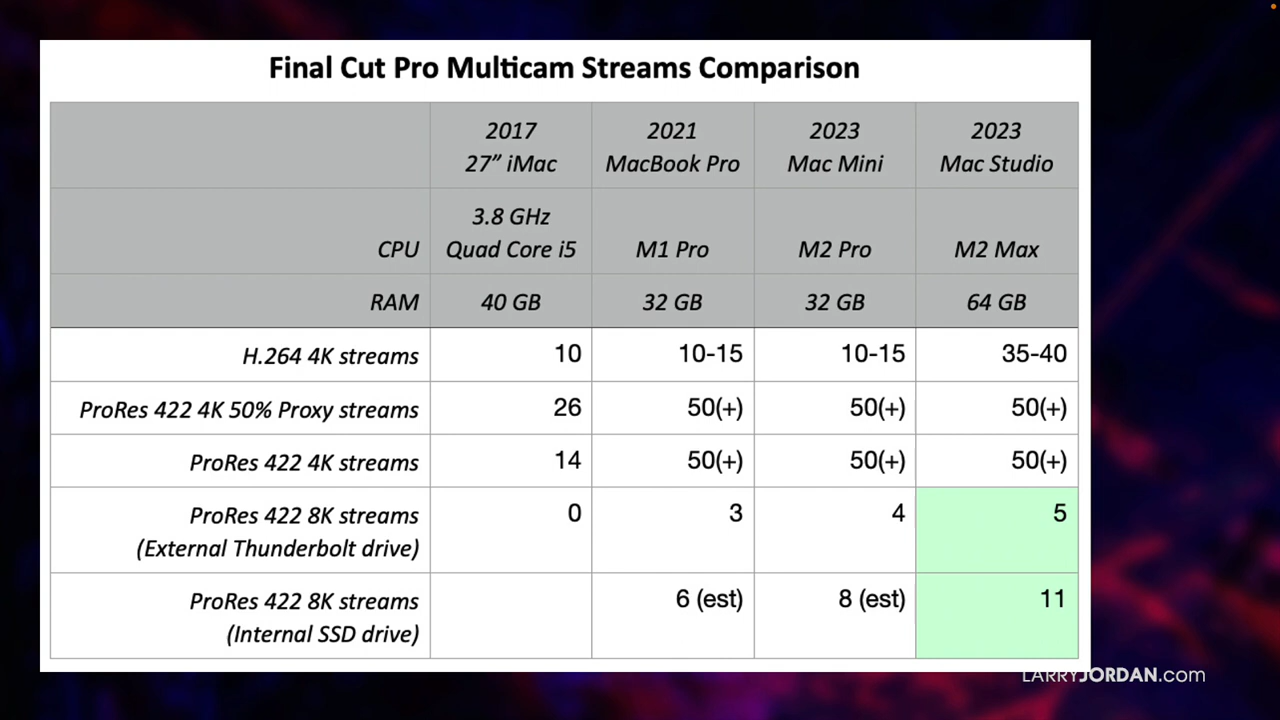 Final Cut Pro Multicam Streams Comparison
2017 2021 2023 2023
27” iMac MacBook Pro Mac Mini Mac Studio
3.8 GHz
CPU Quad Core i5 M1 Pro M2 Pro M2 Max
RAM 40 GB 32 GB 32 GB 64 GB
H.264 4K streams 10 10-15 10-15 35-40
ProRes 422 4K 50% Proxy streams 26 50(+) 50(+) 50(+)
ProRes 422 4K streams 14 50(+) 50(+) 50(+)
ProRes 422 8K streams 0 3 4 5
(External Thunderbolt drive)
ProRes 422 8K streams 6 (est) 8 (est) 11
(Internal SSD drive)
LARRYJORDAN.com